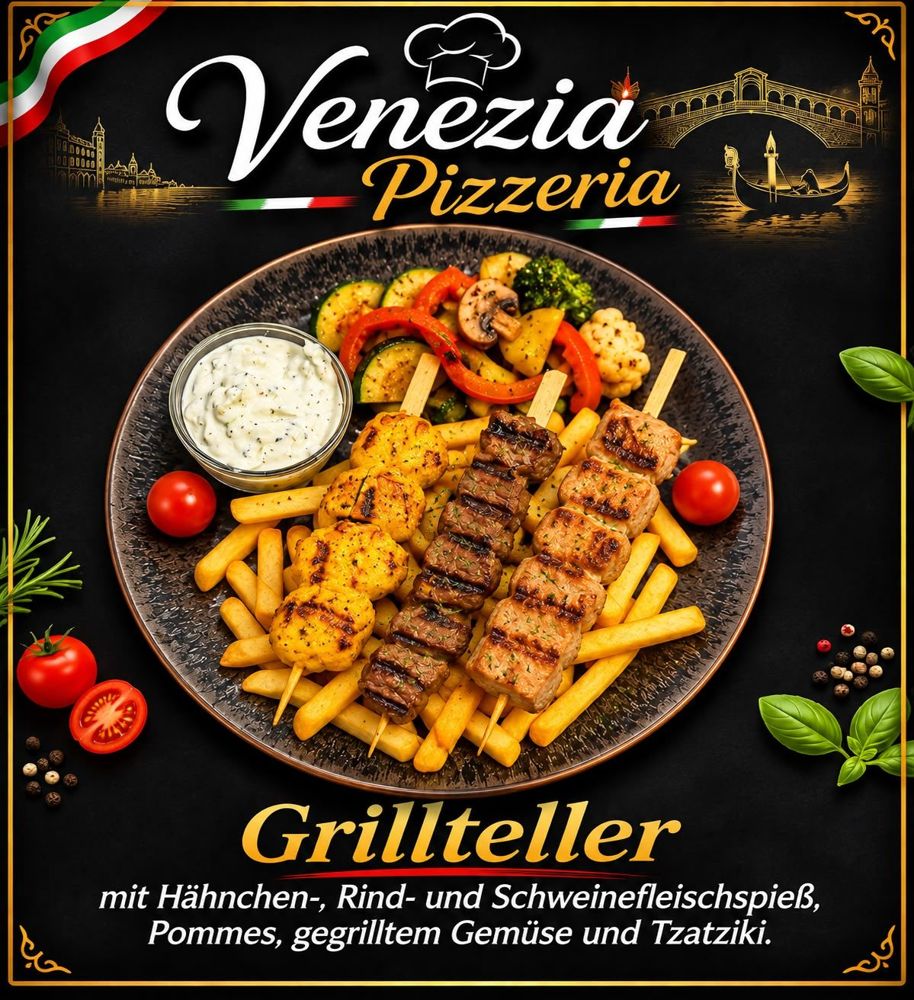 Venezia
Pizzeria
Grillteller
mit Hähnchen-, Rind- und Schweinefleischspieß,
Pommes, gegrilltem Gemüse und Tzatziki.